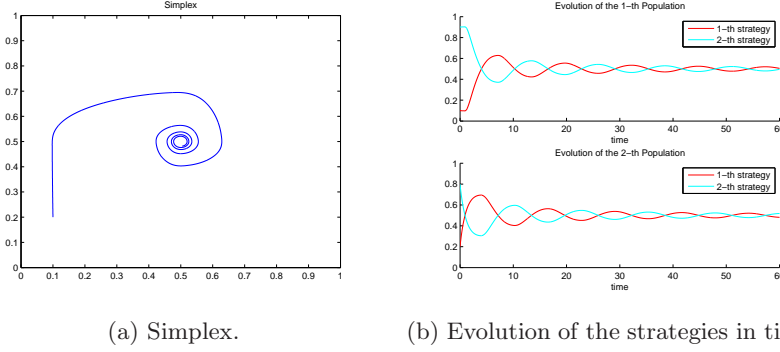 Simplex
1
0.9
0.8
0.7
0.6
0.5
0.4
0.3
0.2
0.1
0
0 0.1 0.2 0.3 0.4 0.5 0.6 0.7 0.8 0.9 1
(a) Simplex.
Evolution of the 1−th Population
1
0.8
0.6
0.4
0.2
0
1−th strategy
2−th strategy
0 10 20 30 40 50 60
time
Evolution of the 2−th Population
1
0.8
0.6
0.4
0.2
0
1−th strategy
2−th strategy
0 10 20 30 40 50 60
time
(b) Evolution of the strategies in ti